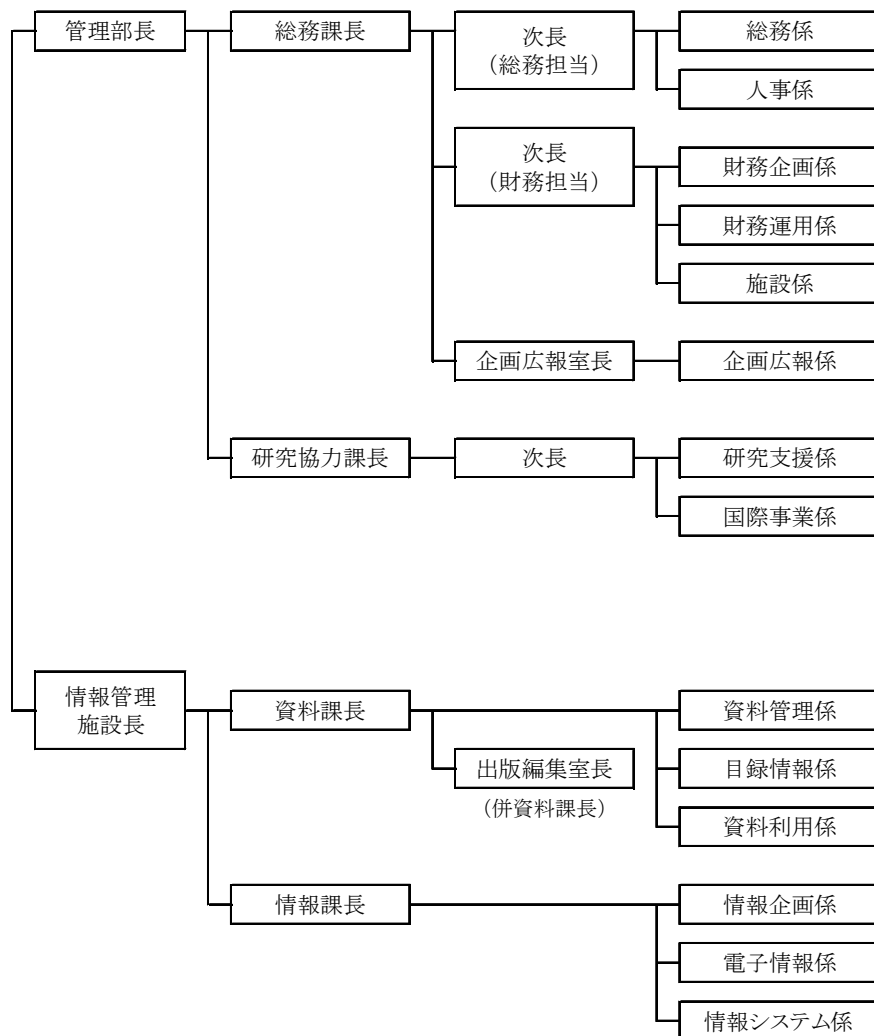 管理部長
総務課長
次長
(総務担当)
総務係
人事係
次長
(財務担当)
財務企画係
財務運用係
施設係
企画広報室長
企画広報係
研究協力課長
次長
研究支援係
国際事業係
情報管理
施設長
資料課長
資料管理係
出版編集室長
(併資料課長)
目録情報係
資料利用係
情報課長
情報企画係
電子情報係
情報システム係